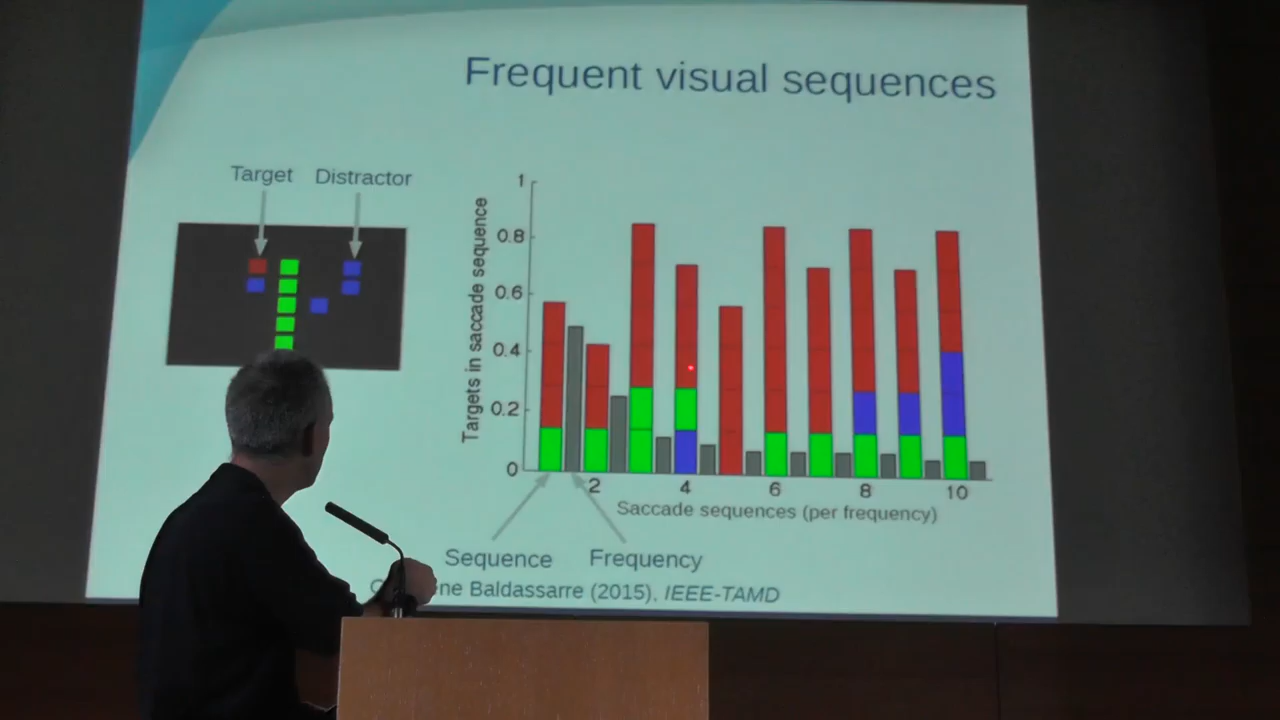 Frequent visual sequences
Target Distractor
Targets in saccade sequence
1
0.8
0.6
0.4
0.2
0
2 4 6 8 10
Saccade sequences (per frequency)
Sequence Frequency
Baldassarre (2015), IEEE-TAMD